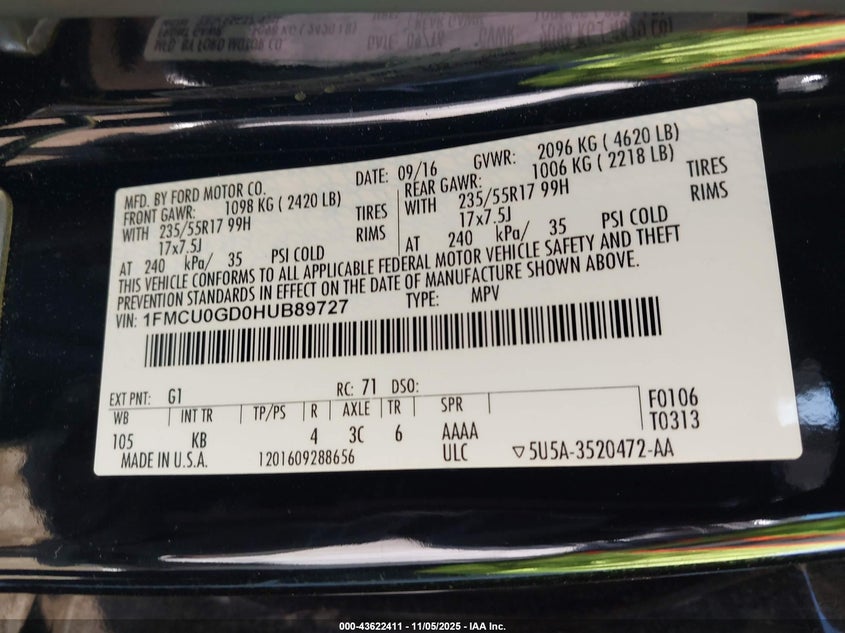 MFD. BY FORD MOTOR CO.
DATE: 09/16 GVWR: 2096 KG ( 4620 LB)
FRONT GAWR: 1098 KG ( 2420 LB)
REAR GAWR: 1006 KG ( 2218 LB)
WITH 235/55R17 99H TIRES
WITH 235/55R17 99H TIRES
17x7.5J RIMS
17x7.5J RIMS
AT 240 kPa/ 35 PSI COLD
AT 240 kPa/ 35 PSI COLD
THIS VEHICLE CONFORMS TO ALL APPLICABLE FEDERAL MOTOR VEHICLE SAFETY AND THEFT
PREVENTION STANDARDS IN EFFECT ON THE DATE OF MANUFACTURE SHOWN ABOVE.
VIN: 1FMCU0GD0HUB89727 TYPE: MPV
EXT PNT: G1 RC: 71 DSO:
WB INT TR TP/PS R AXLE TR SPR F0106
105 KB 4 3C 6 AAAA T0313
MADE IN U.S.A. 1201609288656 ULC ▽5U5A-3520472-AA
000-43622411 - 11/05/2025 - IAA Inc.